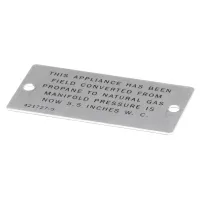 THIS APPLIANCE HAS BEEN
FIELD CONVERTED FROM
PROPANE TO NATURAL GAS
MANIFOLD PRESSURE IS
NOW 3.5 INCHES W. C.